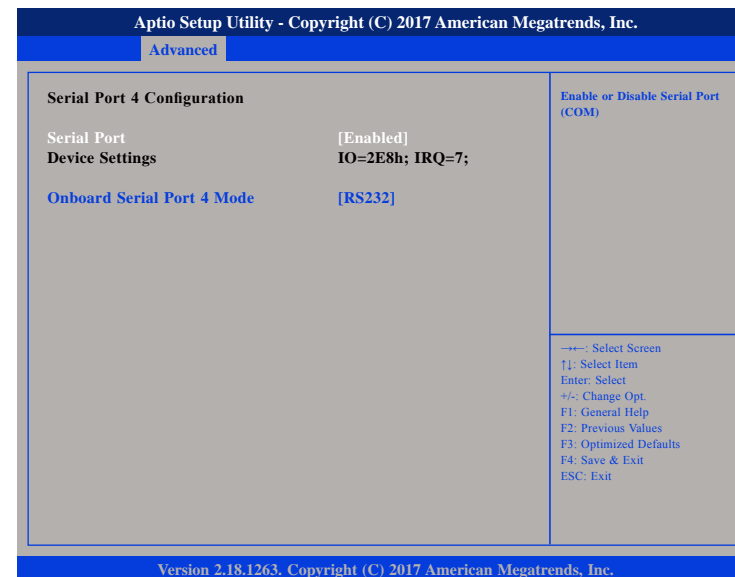 Aptio Setup Utility - Copyright (C) 2017 American Megatrends, Inc.
Advanced
Serial Port 4 Configuration
Serial Port [Enabled]
Device Settings IO=2E8h; IRQ=7;
Onboard Serial Port 4 Mode [RS232]
Enable or Disable Serial Port
(COM)
→←: Select Screen
↑↓: Select Item
Enter: Select
+/-: Change Opt.
F1: General Help
F2: Previous Values
F3: Optimized Defaults
F4: Save & Exit
ESC: Exit
Version 2.18.1263. Copyright (C) 2017 American Megatrends, Inc.